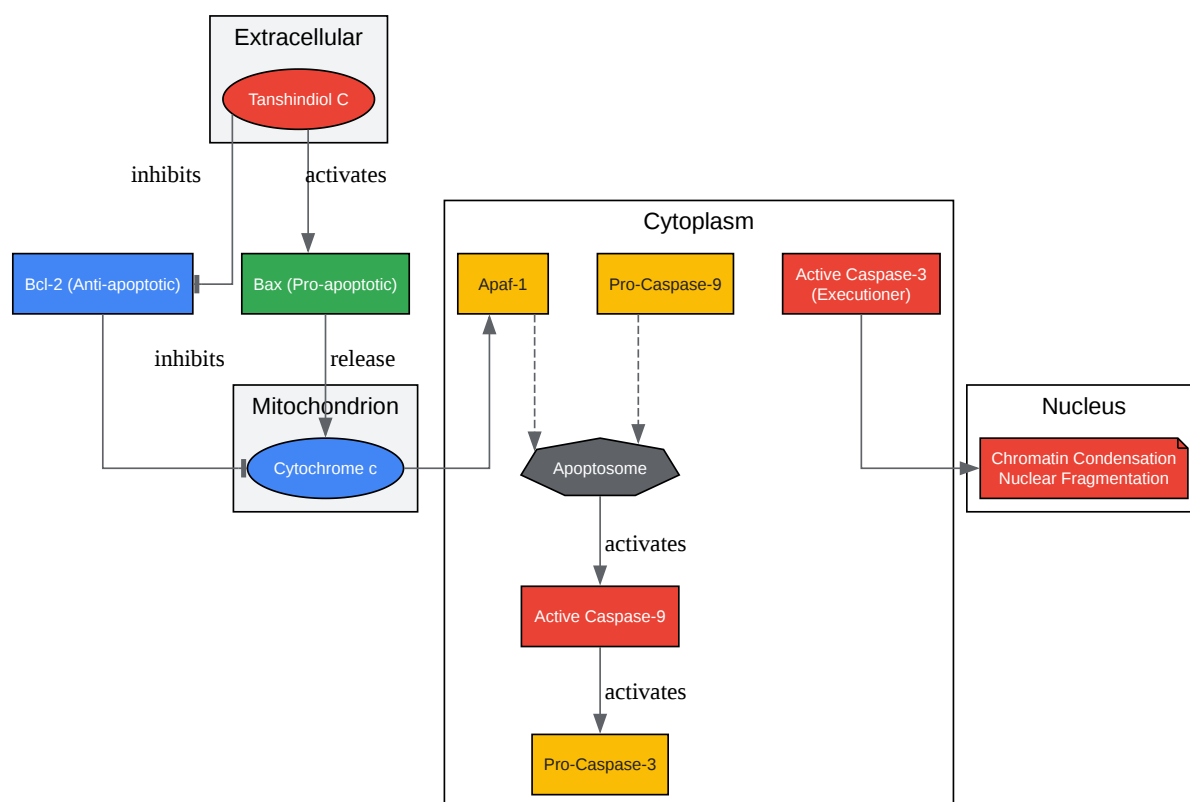 Extracellular
Tanshindiol C
inhibits
activates
Cytoplasm
Bcl-2 (Anti-apoptotic)
Bax (Pro-apoptotic)
Apaf-1
Pro-Caspase-9
Active Caspase-3
(Executioner)
inhibits
release
Mitochondrion
Nucleus
Cytochrome c
Apoptosome
Chromatin Condensation
Nuclear Fragmentation
activates
Active Caspase-9
activates
Pro-Caspase-3